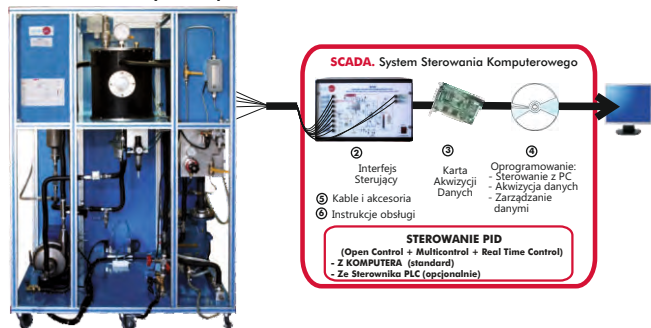 SCADA. System Sterowania Komputerowego
②
Interfejs
Sterujący
③
Karta
Akwizycji
Danych
④
Oprogramowanie:
- Sterowanie z PC
- Akwizycja danych
- Zarządzanie
danymi
⑤ Kable i akcesoria
⑥ Instrukcje obsługi
STEROWANIE PID
(Open Control + Multicontrol + Real Time Control)
- Z KOMPUTERA (standard)
- Ze Sterownika PLC (opcjonalnie)